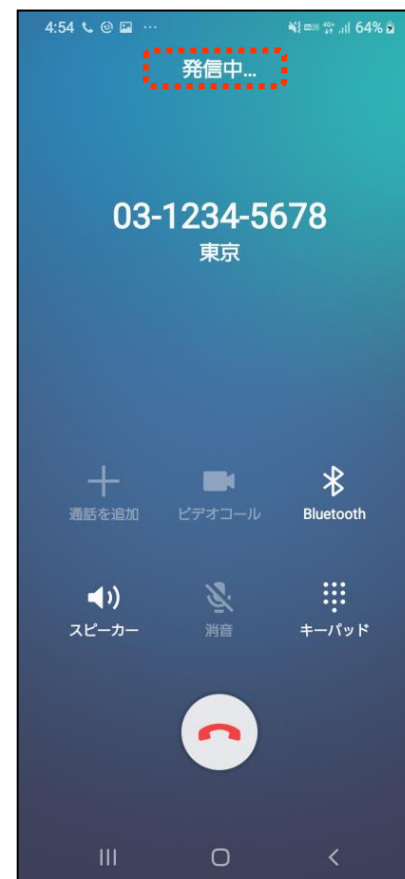 4:54 ... 64%
発信中...
03-1234-5678
東京
通話を追加 ビデオコール Bluetooth
スピーカー 消音 キーパッド